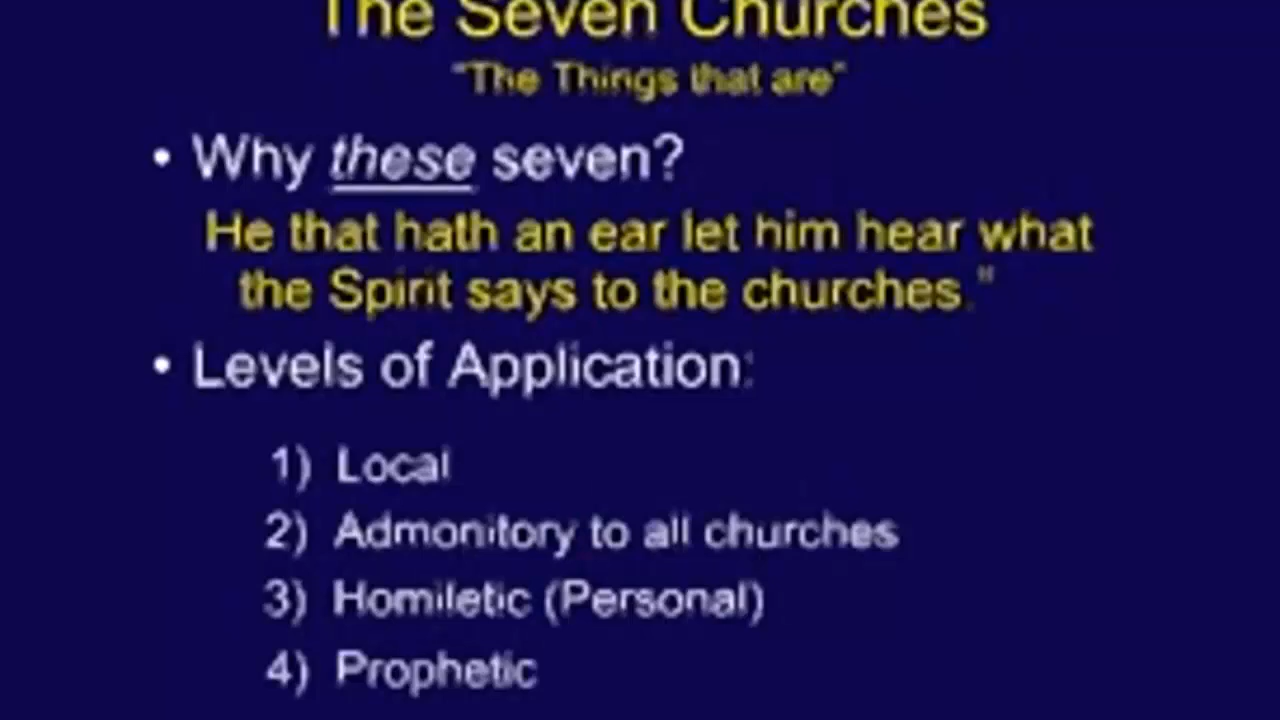 The Seven Churches
"The Things that are"
• Why these seven?
He that hath an ear let him hear what
the Spirit says to the churches."
• Levels of Application:
1) Local
2) Admonitory to all churches
3) Homiletic (Personal)
4) Prophetic